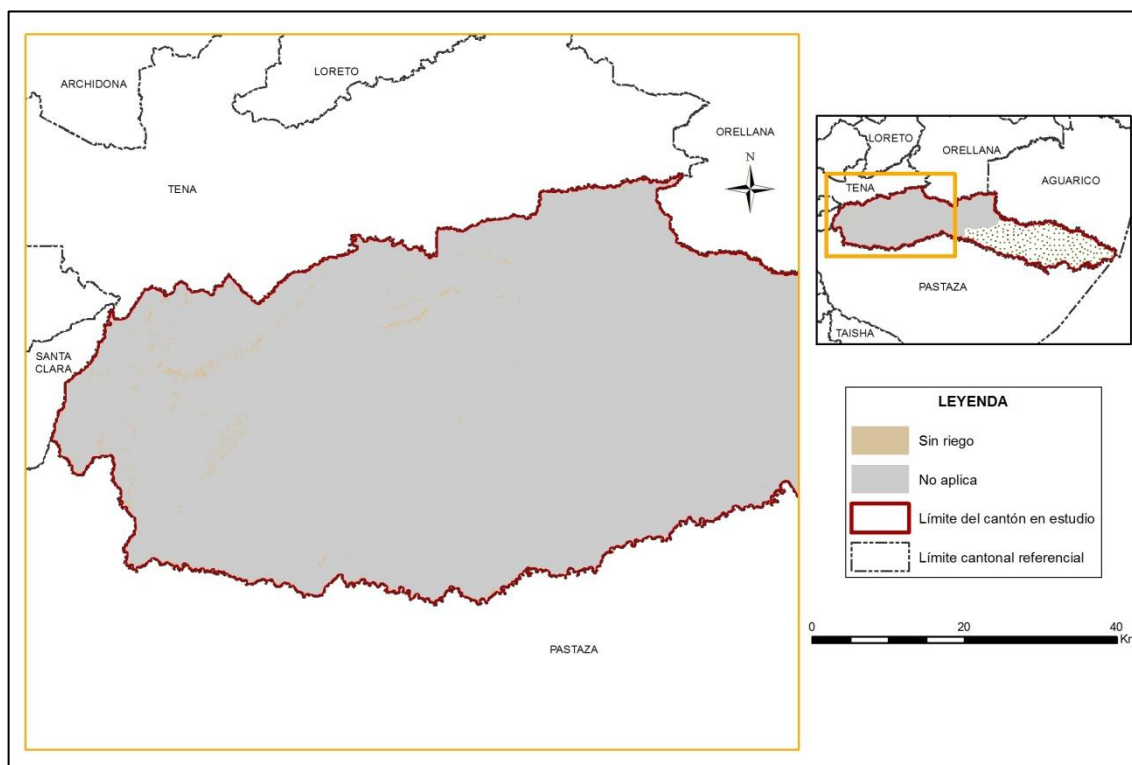 ARCHIDONA
LORETO
ORELLANA
N
TENA
SANTA
CLARA
PASTAZA
LORETO
ORELLANA
AGUARICO
TENA
PASTAZA
TAISHA
LEYENDA
Sin riego
No aplica
Límite del cantón en estudio
Límite cantonal referencial
0 20 40
Km